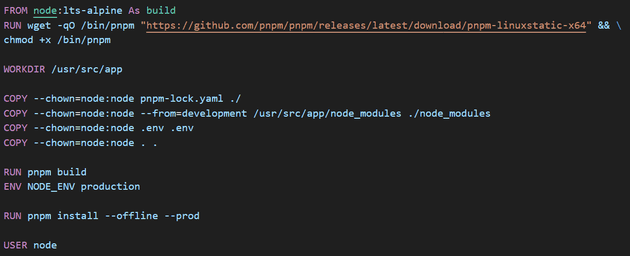 FROM node:lts-alpine As build
RUN wget -qO /bin/pnpm "https://github.com/pnpm/pnpm/releases/latest/download/pnpm-linuxstatic-x64" && \
chmod +x /bin/pnpm
WORKDIR /usr/src/app
COPY --chown=node:node pnpm-lock.yaml ./
COPY --chown=node:node --from=development /usr/src/app/node_modules ./node_modules
COPY --chown=node:node .env .env
COPY --chown=node:node . .
RUN pnpm build
ENV NODE_ENV production
RUN pnpm install --offline --prod
USER node